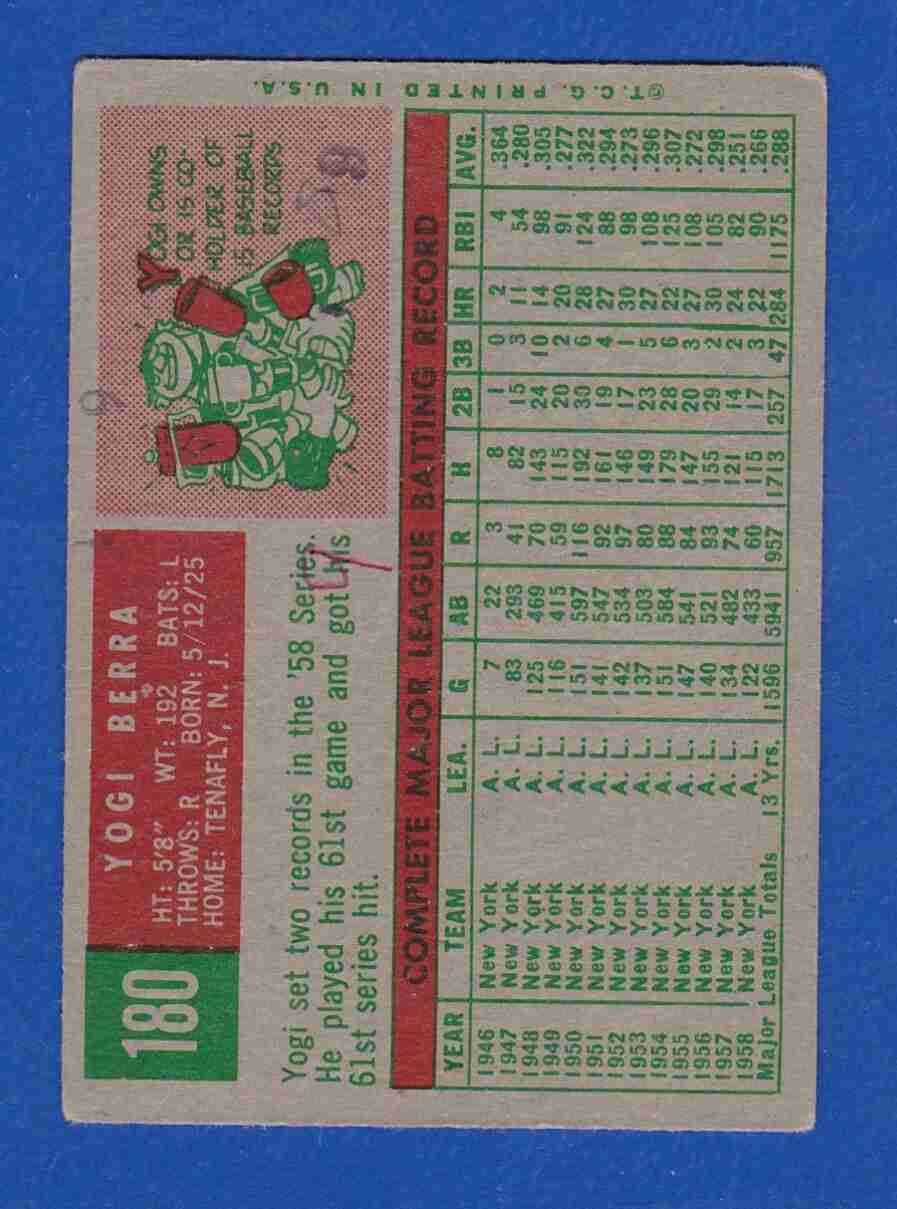 180
YOGI BERRA
HT: 5'8" WT: 192 BATS: L
THROWS: R BORN: 5/12/25
HOME: TENAFLY, N. J.
Yogi set two records in the '58 Series.
He played his 61st game and got his
61st series hit.
YOGI OWNS
OR IS CO-
HOLDER OF
15 BASEBALL
RECORDS
COMPLETE MAJOR LEAGUE BATTING RECORD
YEAR TEAM LEA. G AB R H 2B 3B HR RBI AVG.
1946 New York A. L. 7 22 3 8 1 0 2 4 .364
1947 New York A. L. 83 293 41 82 15 3 11 54 .280
1948 New York A. L. 125 469 70 143 24 10 14 98 .305
1949 New York A. L. 116 415 59 115 20 2 20 91 .277
1950 New York A. L. 151 597 116 192 30 6 28 124 .322
1951 New York A. L. 141 547 92 161 19 4 27 88 .294
1952 New York A. L. 142 534 97 146 17 1 30 98 .273
1953 New York A. L. 137 503 80 149 23 5 27 108 .296
1954 New York A. L. 151 584 88 179 28 6 22 125 .307
1955 New York A. L. 147 541 84 147 20 3 27 108 .272
1956 New York A. L. 140 521 93 155 29 2 30 105 .298
1957 New York A. L. 134 482 74 121 14 2 24 82 .251
1958 New York A. L. 122 433 60 115 17 3 22 90 .266
Major League Totals 13 Yrs. 1596 5941 957 1713 257 47 284 1175 .288
©T. C. G. PRINTED IN U.S.A.